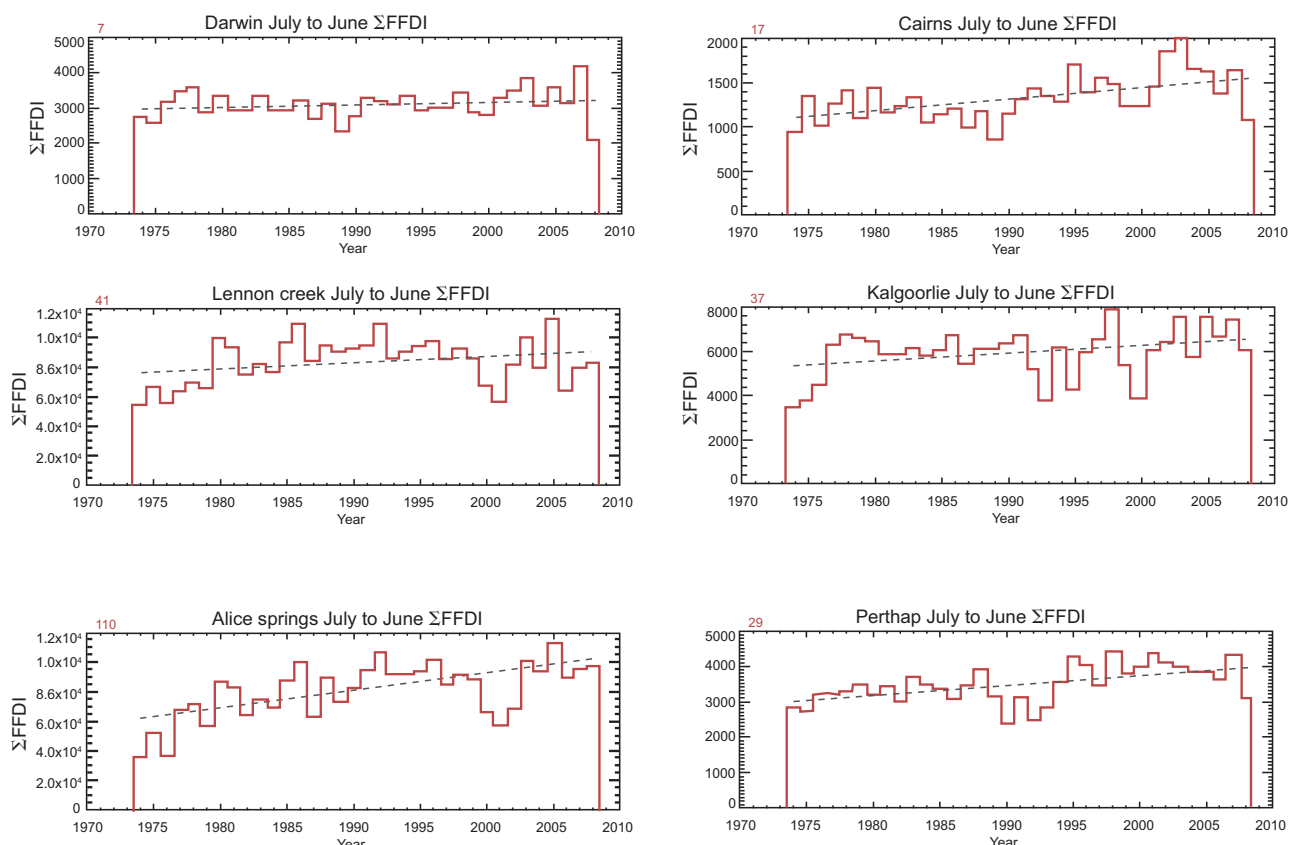 7
Darwin July to June ΣFFDI
5000
4000
3000
2000
1000
0
ΣFFDI
1970 1975 1980 1985 1990 1995 2000 2005 2010
Year
17
Cairns July to June ΣFFDI
2000
1500
1000
500
0
ΣFFDI
1970 1975 1980 1985 1990 1995 2000 2005 2010
Year
41
Lennon creek July to June ΣFFDI
1.2x10⁴
1.0x10⁴
8.6x10⁴
6.0x10⁴
4.0x10⁴
2.0x10⁴
0
ΣFFDI
1970 1975 1980 1985 1990 1995 2000 2005 2010
Year
37
Kalgoorlie July to June ΣFFDI
8000
6000
4000
2000
0
ΣFFDI
1970 1975 1980 1985 1990 1995 2000 2005 2010
Year
110
Alice springs July to June ΣFFDI
1.2x10⁴
1.0x10⁴
8.6x10⁴
6.0x10⁴
4.0x10⁴
2.0x10⁴
0
ΣFFDI
1970 1975 1980 1985 1990 1995 2000 2005 2010
Year
29
Perthap July to June ΣFFDI
5000
4000
3000
2000
1000
0
ΣFFDI
1970 1975 1980 1985 1990 1995 2000 2005 2010
Year